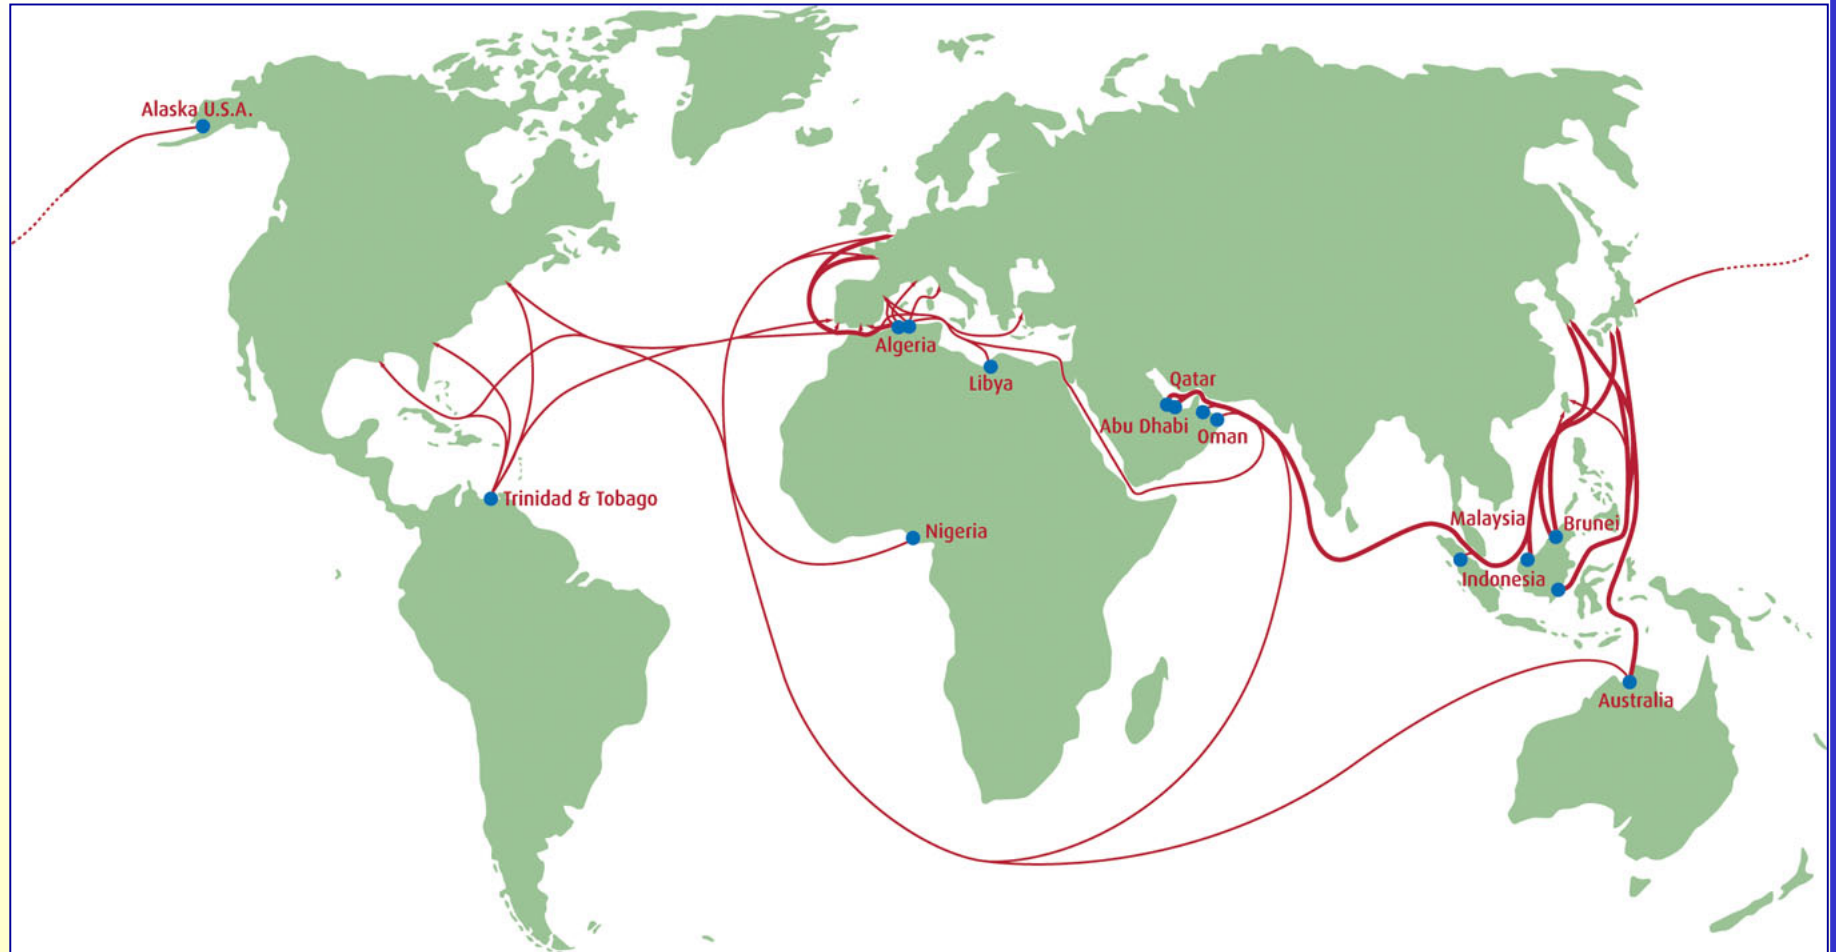 Alaska U.S.A.
Algeria
Libya
Qatar
Abu Dhabi
Oman
Trinidad & Tobago
Nigeria
Malaysia
Brunei
Indonesia
Australia